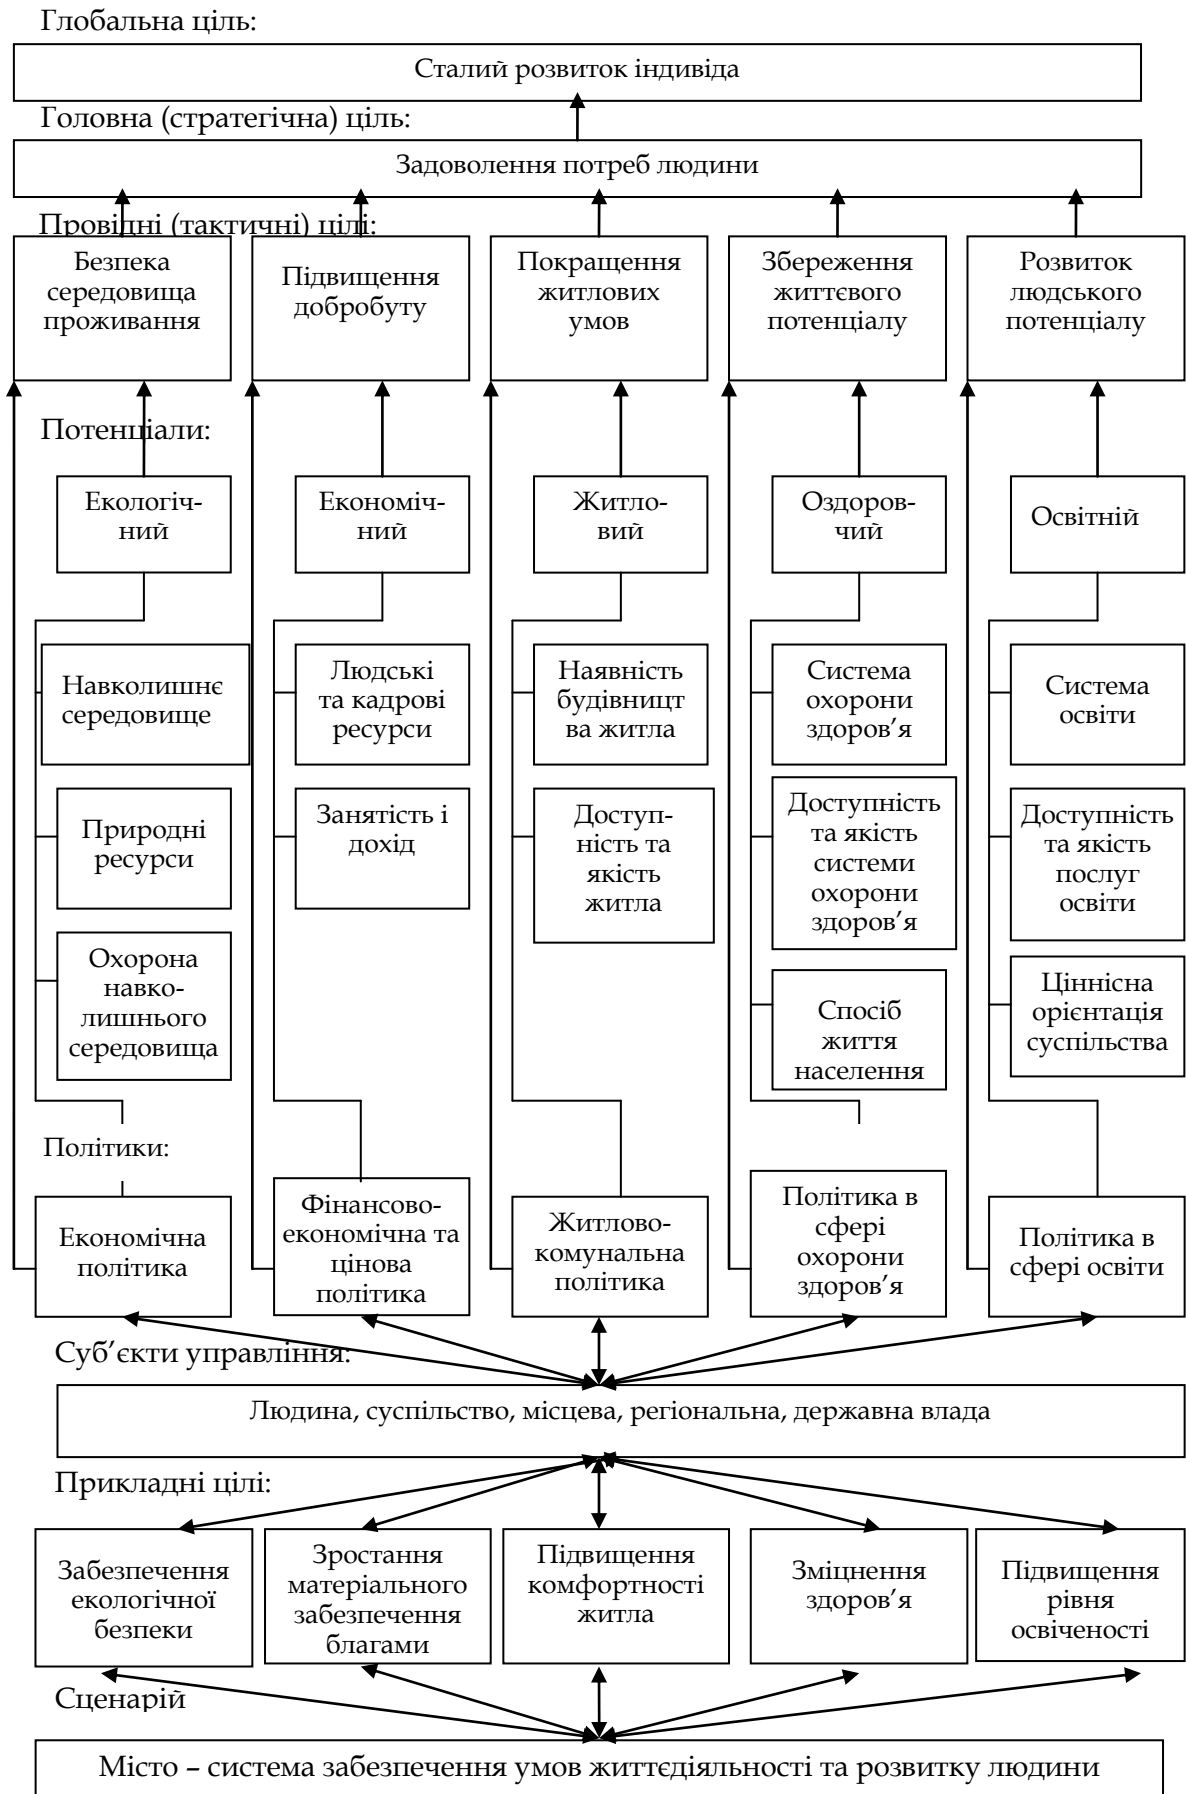 Глобальна ціль:
Сталий розвиток індивіда
Головна (стратегічна) ціль:
Задоволення потреб людини
Провідні (тактичні) цілі:
Безпека
середовища
проживання
Підвищення
добробуту
Покращення
житлових
умов
Збереження
життєвого
потенціалу
Розвиток
людського
потенціалу
Потенціали:
Екологіч-
ний
Економіч-
ний
Житло-
вий
Оздоров-
чий
Освітній
Навколишнє
середовище
Людські
та кадрові
ресурси
Наявність
будівницт
ва житла
Система
охорони
здоров’я
Система
освіти
Природні
ресурси
Занятість і
дохід
Доступ-
ність та
якість
житла
Доступність
та якість
системи
охорони
здоров’я
Доступність
та якість
послуг
освіти
Охорона
навко-
лишнього
середовища
Спосіб
життя
населення
Ціннісна
орієнтація
суспільства
Політики:
Економічна
політика
Фінансово-
економічна та
цінова
політика
Житлово-
комунальна
політика
Політика в
сфері
охорони
здоров’я
Політика в
сфері освіти
Суб’єкти управління:
Людина, суспільство, місцева, регіональна, державна влада
Прикладні цілі:
Забезпечення
екологічної
безпеки
Зростання
матеріального
забезпечення
благами
Підвищення
комфортності
житла
Зміцнення
здоров’я
Підвищення
рівня
освіченості
Сценарій
Місто – система забезпечення умов життєдіяльності та розвитку людини